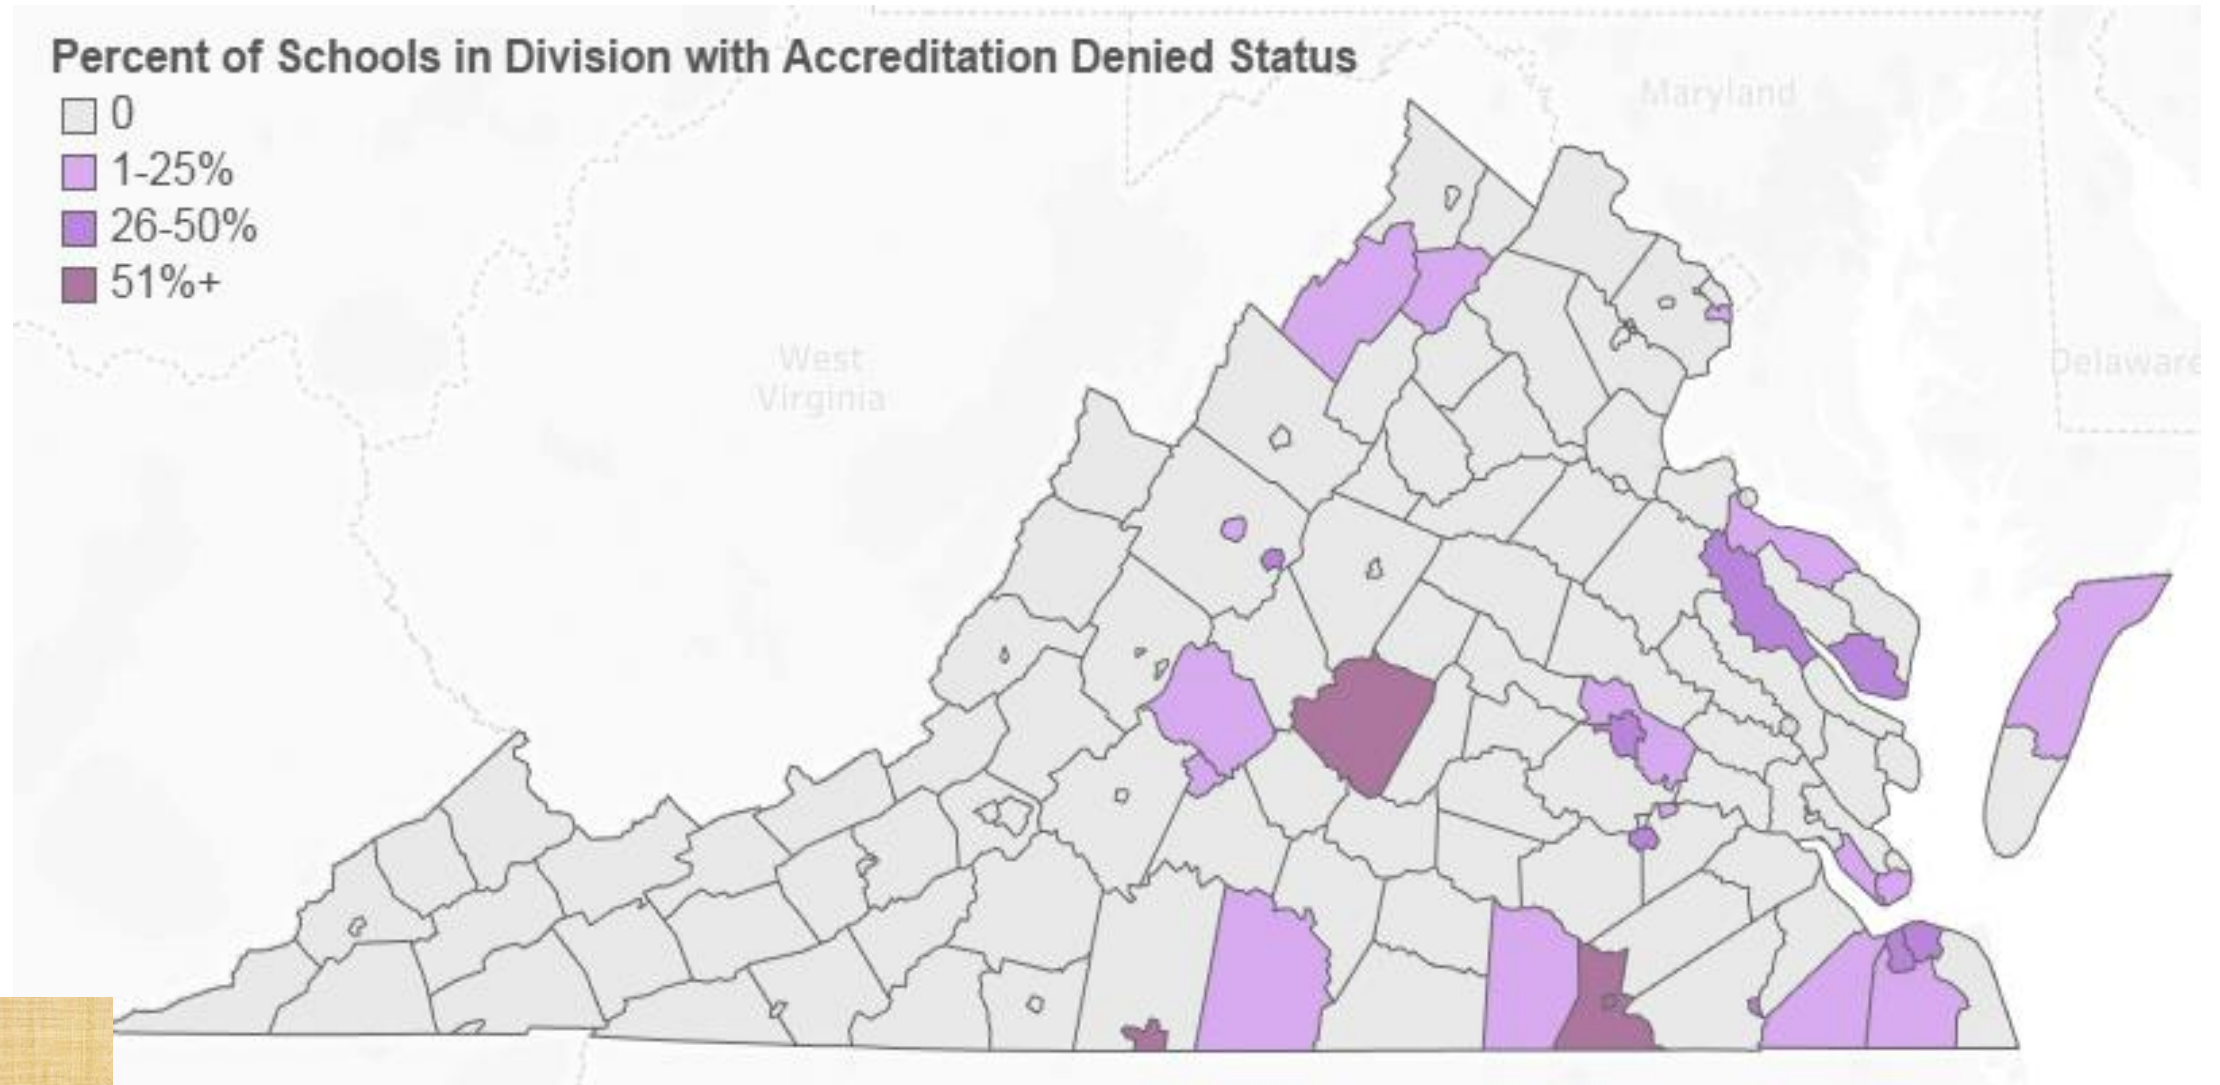 Percent of Schools in Division with Accreditation Denied Status
0
1-25%
26-50%
51%+
Maryland
West
Virginia
Delaware